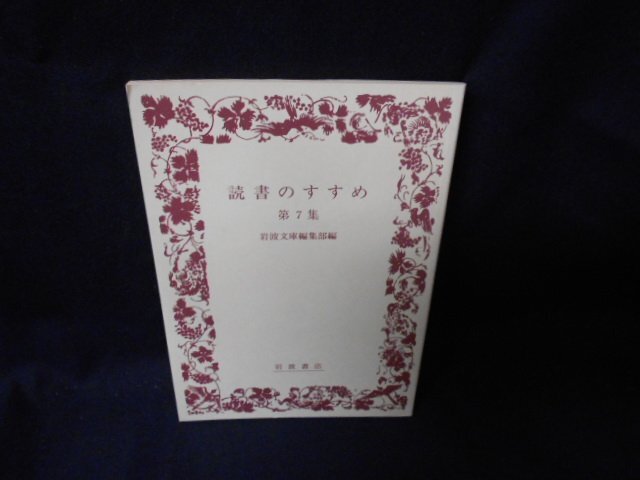 読書のすすめ
第7集
岩波文庫編集部編
岩波書店